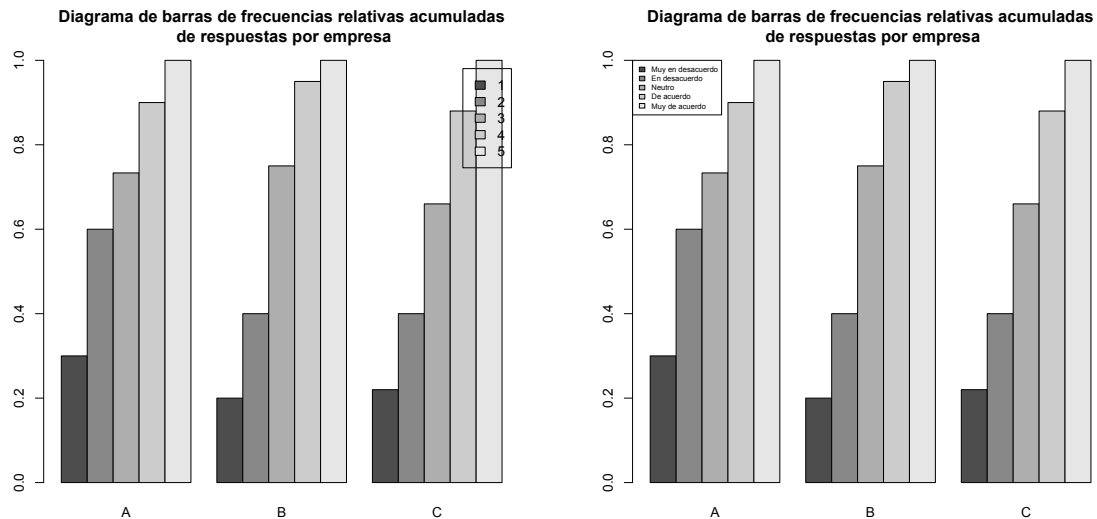 Diagrama de barras de frecuencias relativas acumuladas
de respuestas por empresa
1.0
0.8
0.6
0.4
0.2
0.0
1
2
3
4
5
A
B
C
Diagrama de barras de frecuencias relativas acumuladas
de respuestas por empresa
1.0
0.8
0.6
0.4
0.2
0.0
Muy en desacuerdo
En desacuerdo
Neutro
De acuerdo
Muy de acuerdo
A
B
C